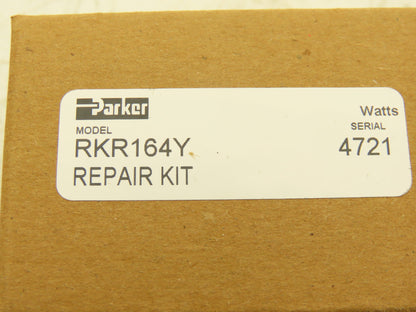 Parker Watts
MODEL SERIAL
RKR164Y 4721
REPAIR KIT